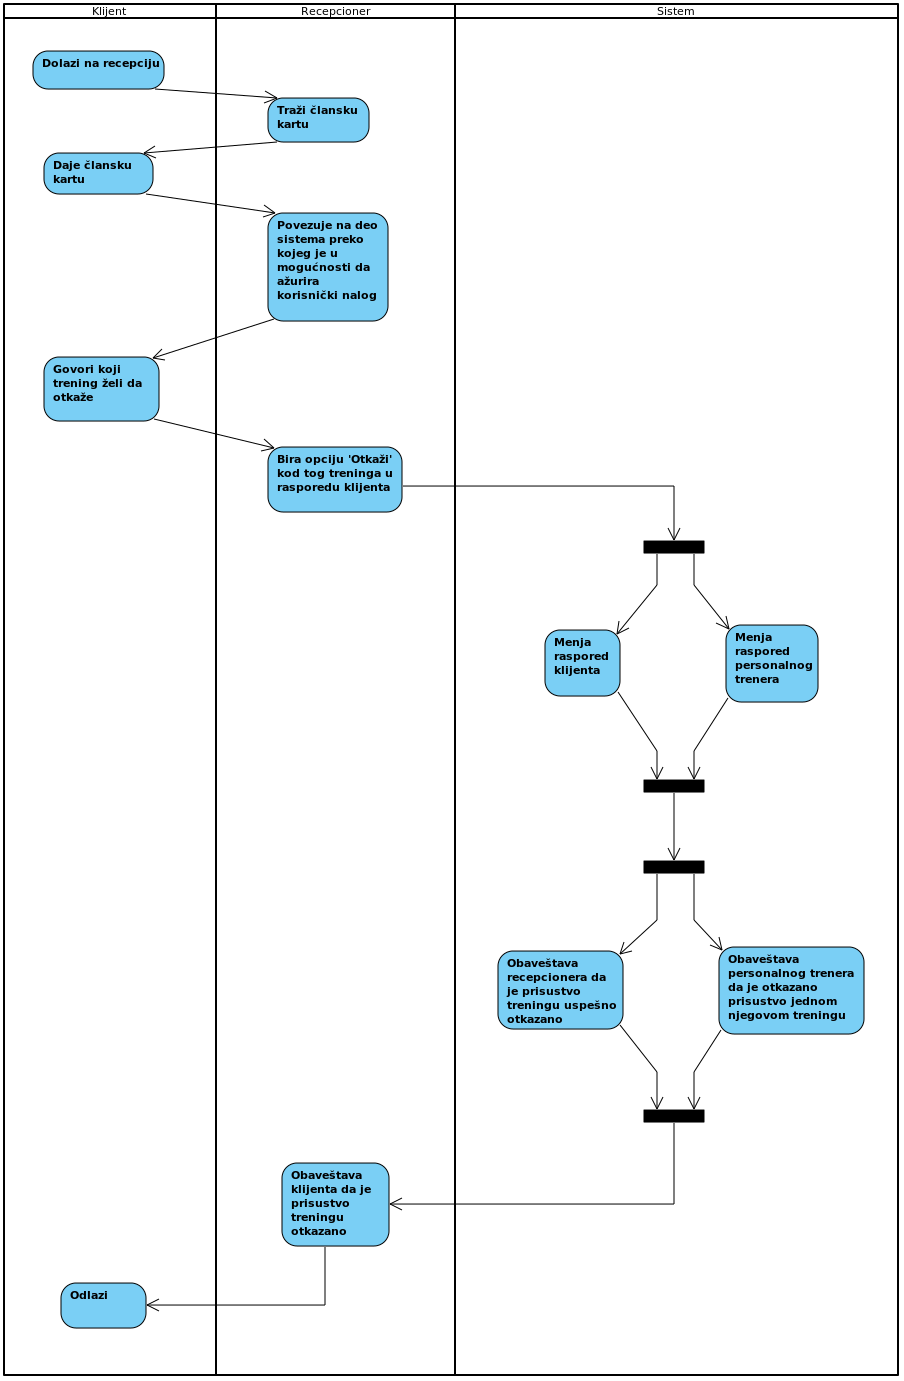 Klijent
Recepcioner
Sistem
Dolazi na recepciju
Traži člansku
kartu
Daje člansku
kartu
Povezuje na deo
sistema preko
kojeg je u
mogućnosti da
ažurira
korisnički nalog
Govori koji
trening želi da
otkaže
Bira opciju 'Otkaži'
kod tog treninga u
rasporedu klijenta
Menja
raspored
klijenta
Menja
raspored
personalnog
trenera
Obaveštava
recepcionera da
je prisustvo
treningu uspešno
otkazano
Obaveštava
personalnog trenera
da je otkazano
prisustvo jednom
njegovom treningu
Obaveštava
klijenta da je
prisustvo
treningu
otkazano
Odlazi